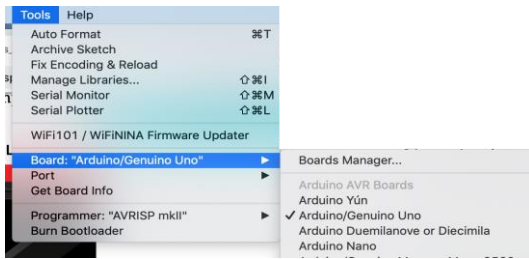 Tools Help
Auto Format ⌘T
Archive Sketch
Fix Encoding & Reload
Manage Libraries... ⇧⌘I
Serial Monitor ⇧⌘M
Serial Plotter ⇧⌘L
WiFi101 / WiFiNINA Firmware Updater
Board: "Arduino/Genuino Uno" ▶
Port ▶
Get Board Info
Programmer: "AVRISP mkII" ▶
Burn Bootloader
Boards Manager...
Arduino AVR Boards
Arduino Yún
✓ Arduino/Genuino Uno
Arduino Duemilanove or Diecimila
Arduino Nano